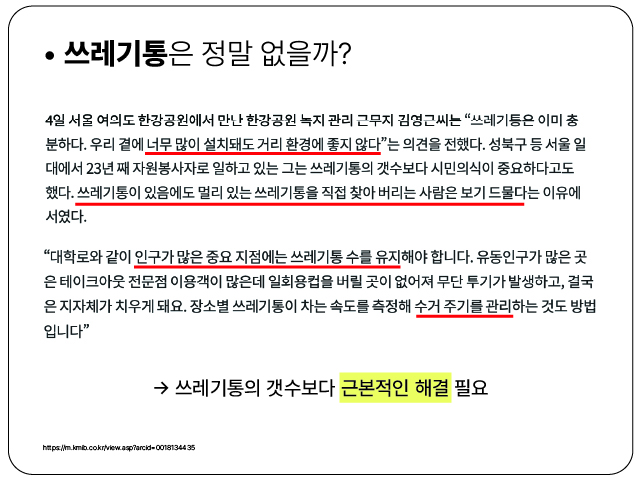 • 쓰레기통은 정말 없을까?
4일 서울 여의도 한강공원에서 만난 한강공원 녹지 관리 근무자 김영근씨는 “쓰레기통은 이미 충
분하다. 우리 곁에 너무 많이 설치돼도 거리 환경에 좋지 않다”는 의견을 전했다. 성북구 등 서울 일
대에서 23년 째 자원봉사자로 일하고 있는 그는 쓰레기통의 갯수보다 시민의식이 중요하다고도
했다. 쓰레기통이 있음에도 멀리 있는 쓰레기통을 직접 찾아 버리는 사람은 보기 드물다는 이유에
서였다.
“대학로와 같이 인구가 많은 중요 지점에는 쓰레기통 수를 유지해야 합니다. 유동인구가 많은 곳
은 테이크아웃 전문점 이용객이 많은데 일회용컵을 버릴 곳이 없어져 무단 투기가 발생하고, 결국
은 지자체가 치우게 돼요. 장소별 쓰레기통이 차는 속도를 측정해 수거 주기를 관리하는 것도 방법
입니다”
→ 쓰레기통의 갯수보다 근본적인 해결 필요
https://m.kmib.co.kr/view.asp?arcid=0018134435